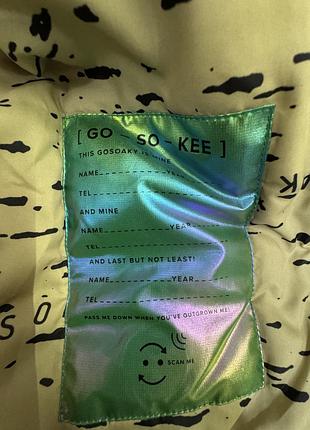 [ GO – SO – KEE ]
THIS GOSOAKY IS MINE
NAME YEAR
TEL
AND MINE
NAME YEAR
TEL
AND LAST BUT NOT LEAST!
NAME YEAR
TEL
PASS ME DOWN WHEN YOU'VE OUTGROWN ME!
SCAN ME